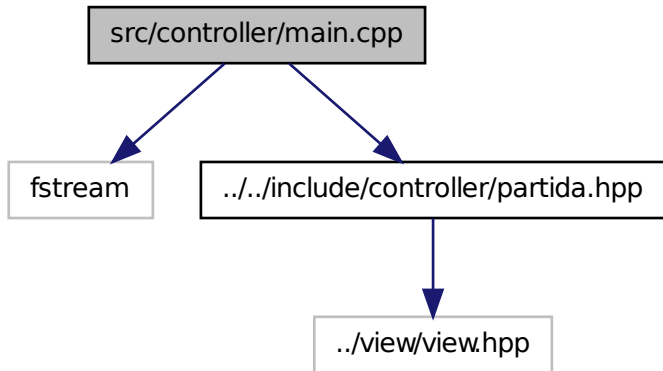 src/controller/main.cpp
fstream
../../include/controller/partida.hpp
../view/view.hpp